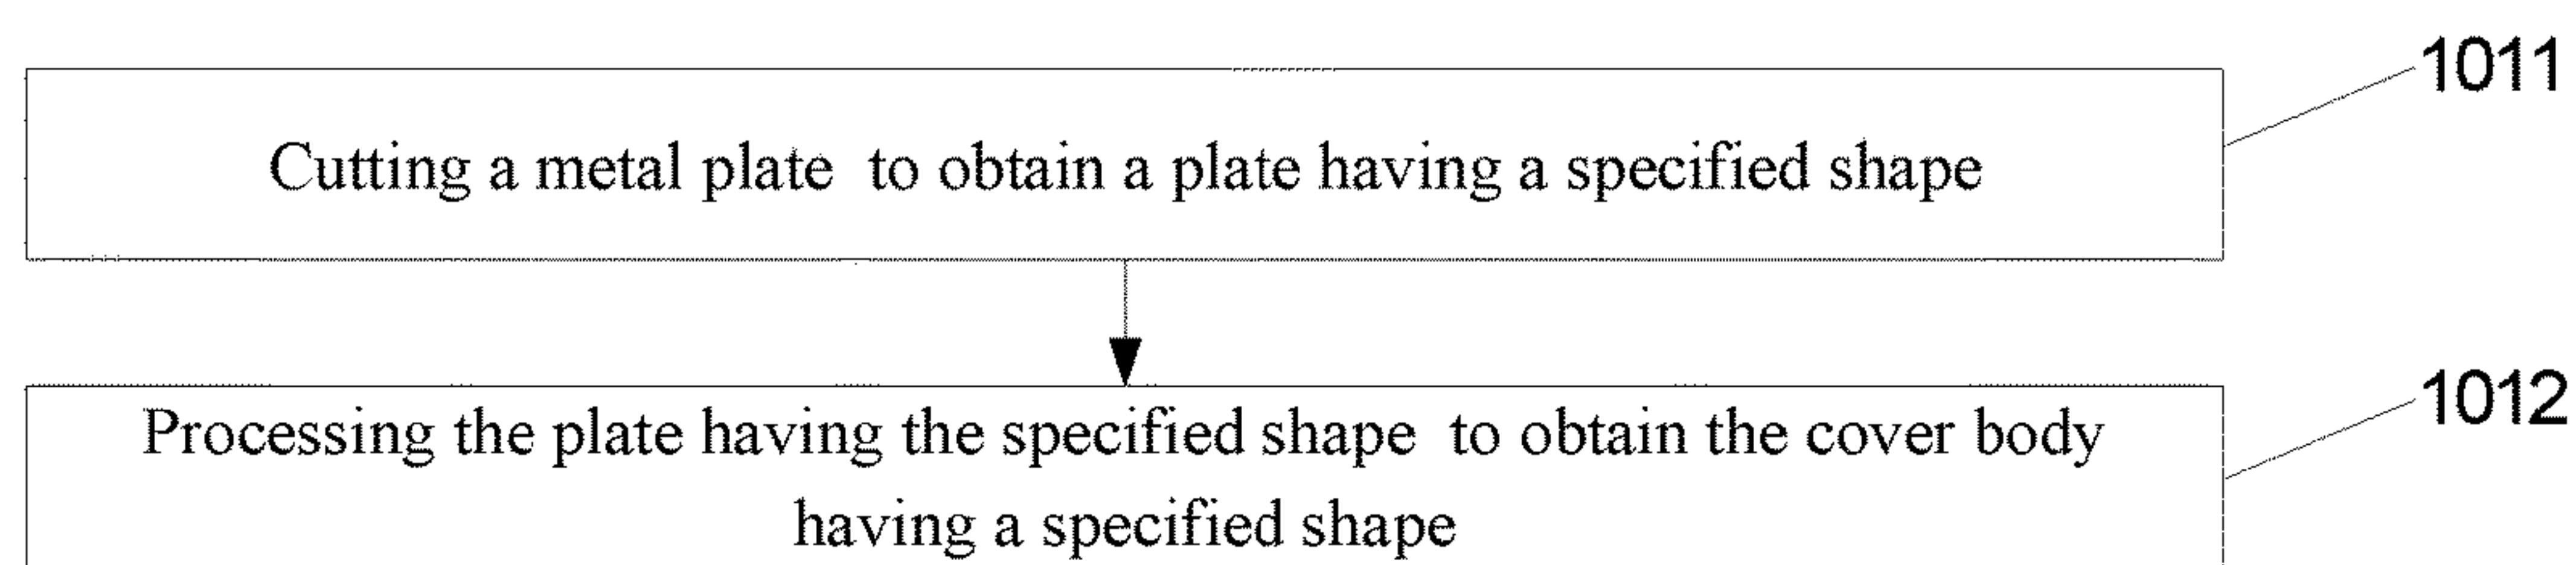 1011
Cutting a metal plate to obtain a plate having a specified shape
1012
Processing the plate having the specified shape to obtain the cover body
having a specified shape